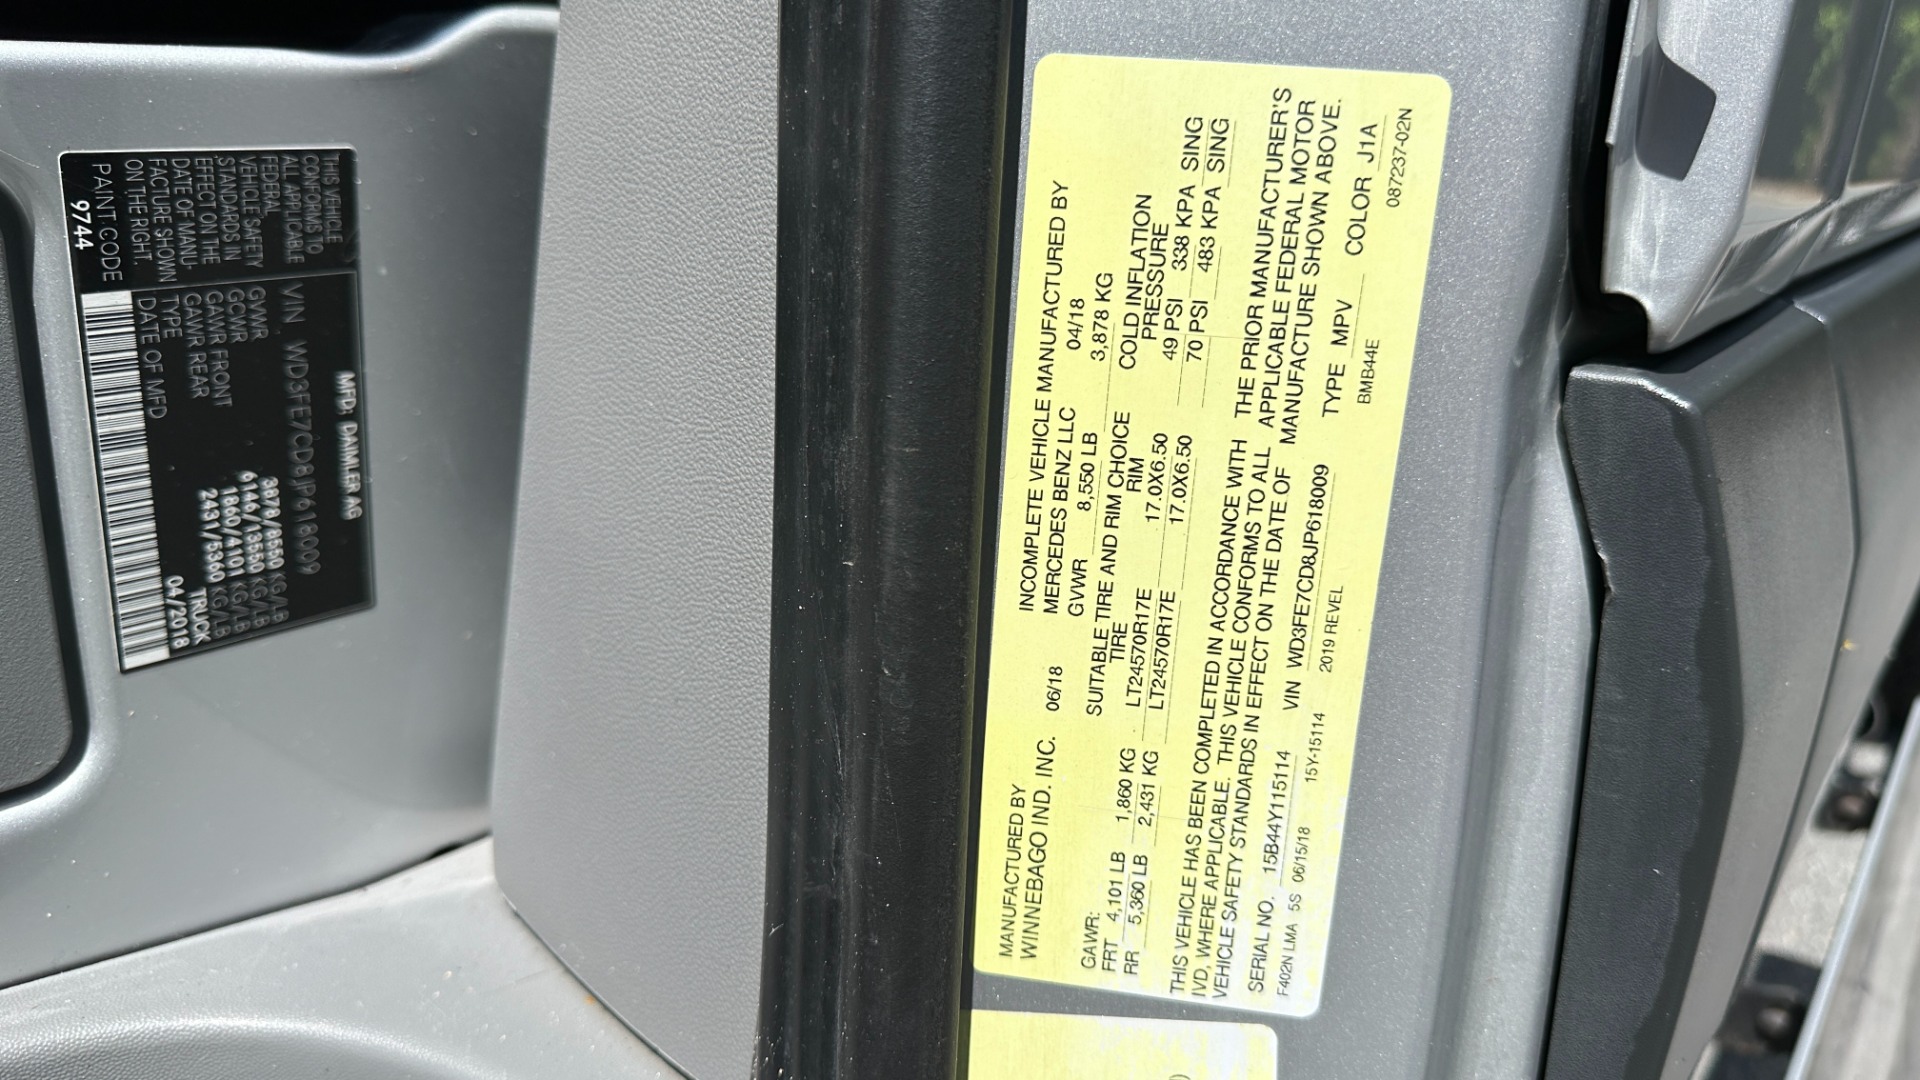 MFD: DAIMLER AG
VIN WD3FE7CD8JP618009
GVWR 3878/8550 KG/LB
GCWR 6146/13550 KG/LB
GAWR FRONT 1860/4101 KG/LB
GAWR REAR 2431/5360 KG/LB
TYPE TRUCK
DATE OF MFD 04/2018
THIS VEHICLE
CONFORMS TO
ALL APPLICABLE
FEDERAL
VEHICLE SAFETY
STANDARDS IN
EFFECT ON THE
DATE OF MANU-
FACTURE SHOWN
ON THE RIGHT.
PAINT CODE
9744
MANUFACTURED BY INCOMPLETE VEHICLE MANUFACTURED BY
WINNEBAGO IND. INC. 06/18 MERCEDES BENZ LLC 04/18
GVWR 8,550 LB 3,878 KG
GAWR: SUITABLE TIRE AND RIM CHOICE COLD INFLATION
TIRE RIM PRESSURE
FRT 4,101 LB 1,860 KG LT24570R17E 17.0X6.50 49 PSI 338 KPA SING
RR 5,360 LB 2,431 KG LT24570R17E 17.0X6.50 70 PSI 483 KPA SING
THIS VEHICLE HAS BEEN COMPLETED IN ACCORDANCE WITH THE PRIOR MANUFACTURER'S
IVD, WHERE APPLICABLE. THIS VEHICLE CONFORMS TO ALL APPLICABLE FEDERAL MOTOR
VEHICLE SAFETY STANDARDS IN EFFECT ON THE DATE OF MANUFACTURE SHOWN ABOVE.
SERIAL NO. 15B44Y115114 VIN WD3FE7CD8JP618009 TYPE MPV COLOR J1A
F402N LMA 5S 06/15/18 15Y-15114 2019 REVEL BMB44E 087237-02N